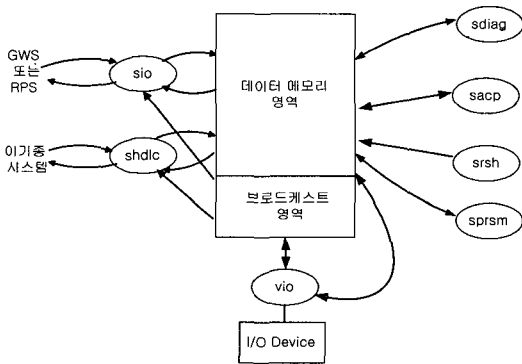 GWS
또는
RPS
sio
이기종
시스템
shdlc
데이터 메모리
영역
브로드케스트
영역
vio
I/O Device
sdiag
sacp
srsh
sprsm